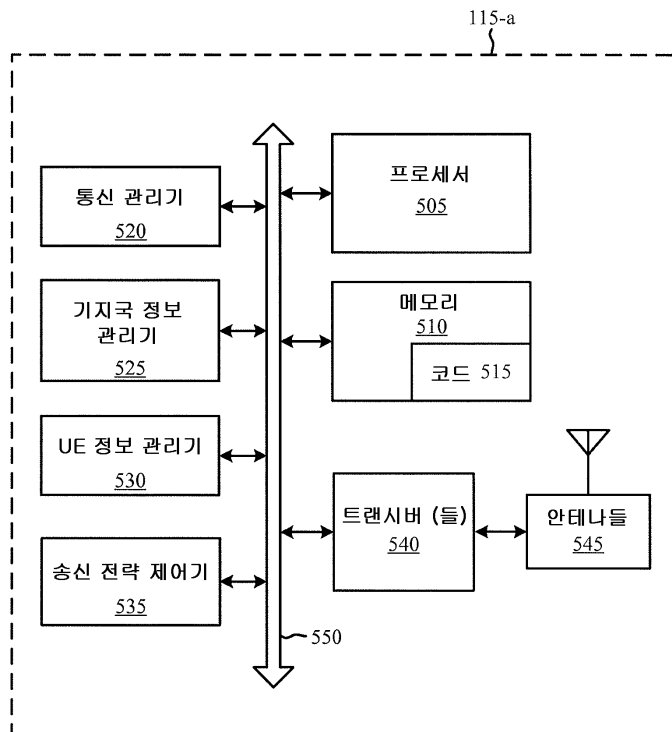 115-a
통신 관리기
520
기지국 정보
관리기
525
UE 정보 관리기
530
송신 전략 제어기
535
프로세서
505
메모리
510
코드 515
트랜시버 (들)
540
안테나들
545
550